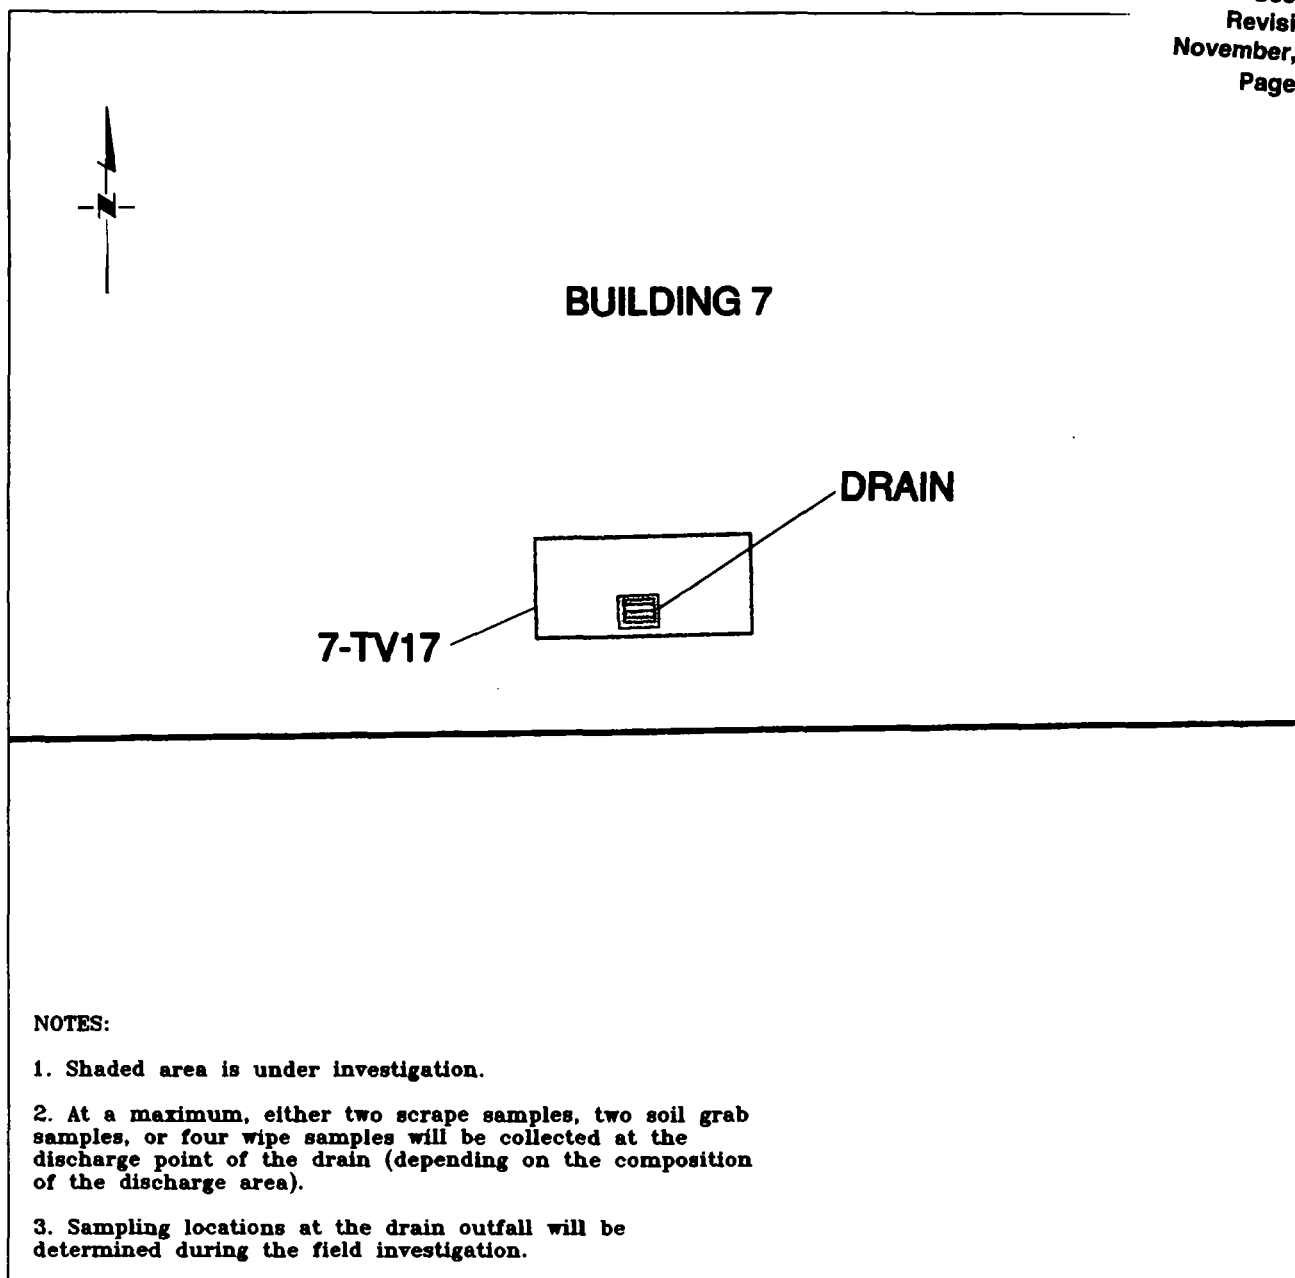 Revisi
November,
Page
N
BUILDING 7
DRAIN
7-TV17
NOTES:
1. Shaded area is under investigation.
2. At a maximum, either two scrape samples, two soil grab
samples, or four wipe samples will be collected at the
discharge point of the drain (depending on the composition
of the discharge area).
3. Sampling locations at the drain outfall will be
determined during the field investigation.